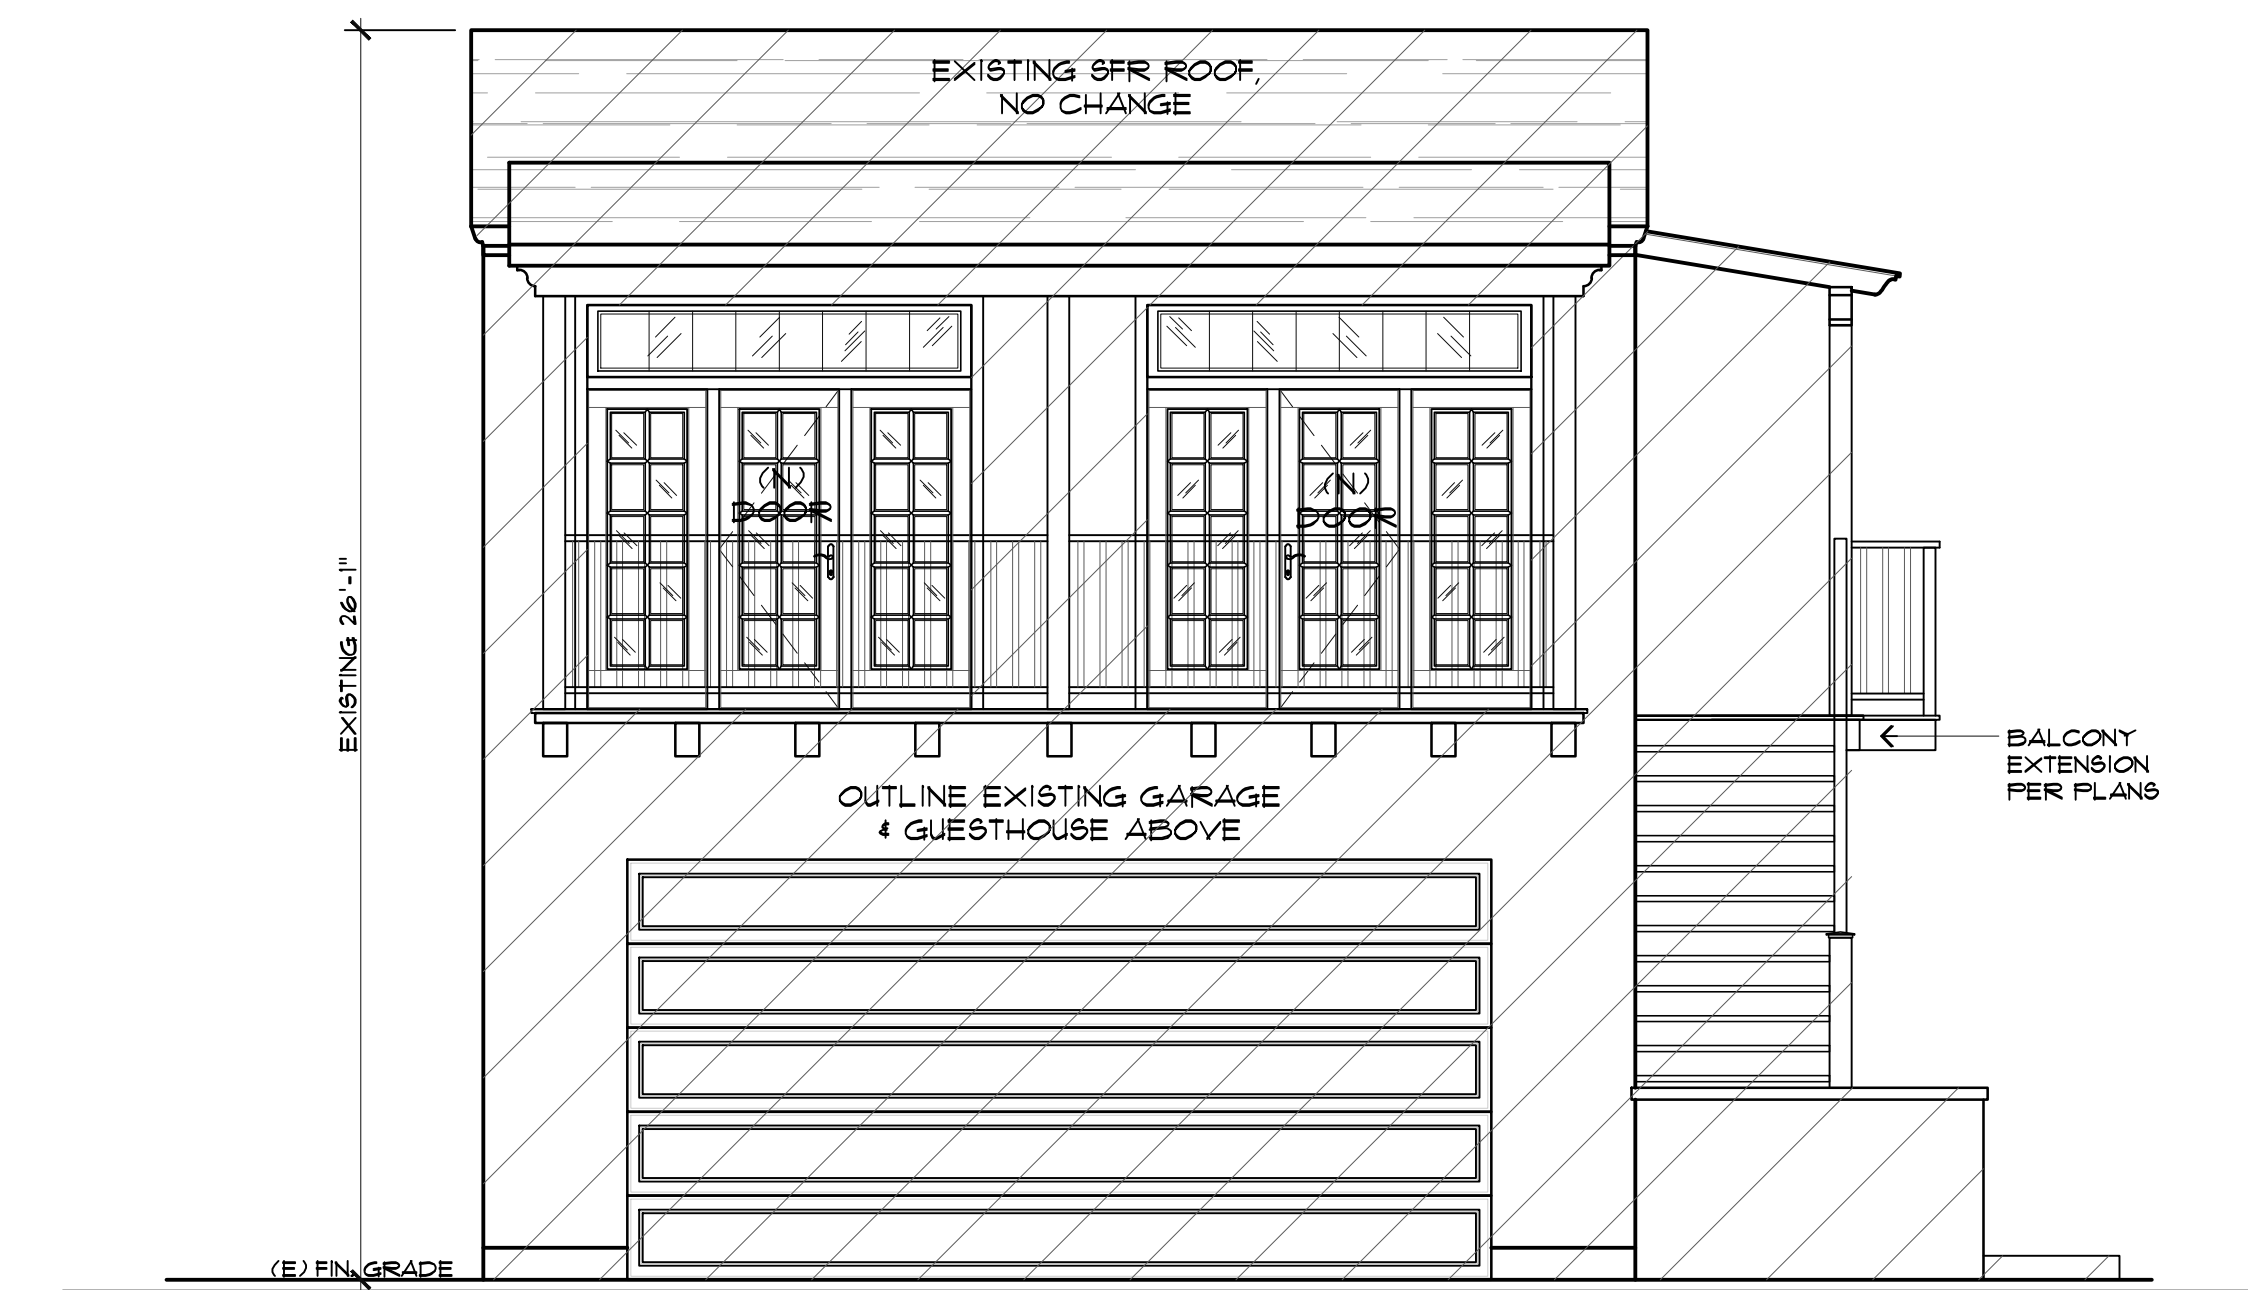 EXISTING SFR ROOF,
NO CHANGE
(N)
DOOR
(N)
DOOR
EXISTING 26'-1"
BALCONY
EXTENSION
PER PLANS
OUTLINE EXISTING GARAGE
& GUESTHOUSE ABOVE
(E) FIN. GRADE